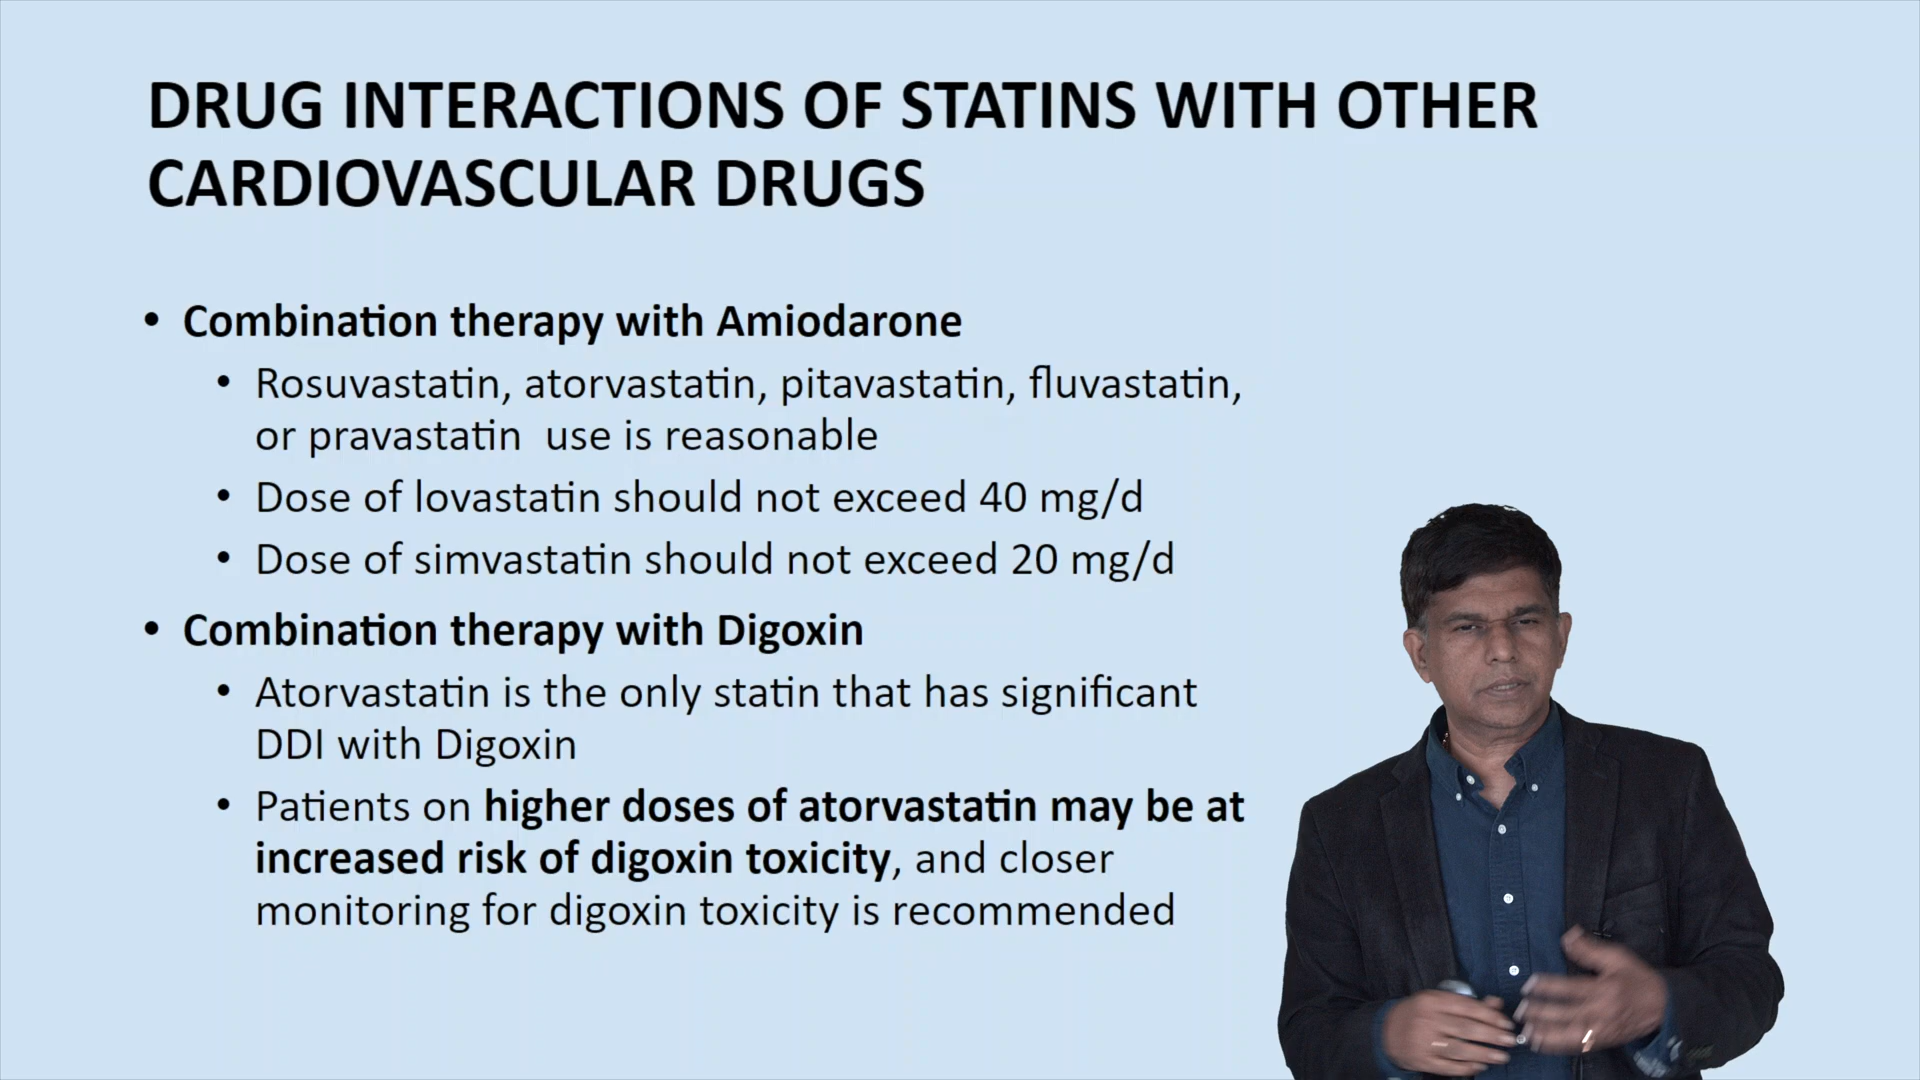 DRUG INTERACTIONS OF STATINS WITH OTHER
CARDIOVASCULAR DRUGS
• Combination therapy with Amiodarone
• Rosuvastatin, atorvastatin, pitavastatin, fluvastatin,
or pravastatin  use is reasonable
• Dose of lovastatin should not exceed 40 mg/d
• Dose of simvastatin should not exceed 20 mg/d
• Combination therapy with Digoxin
• Atorvastatin is the only statin that has significant
DDI with Digoxin
• Patients on higher doses of atorvastatin may be at
increased risk of digoxin toxicity, and closer
monitoring for digoxin toxicity is recommended